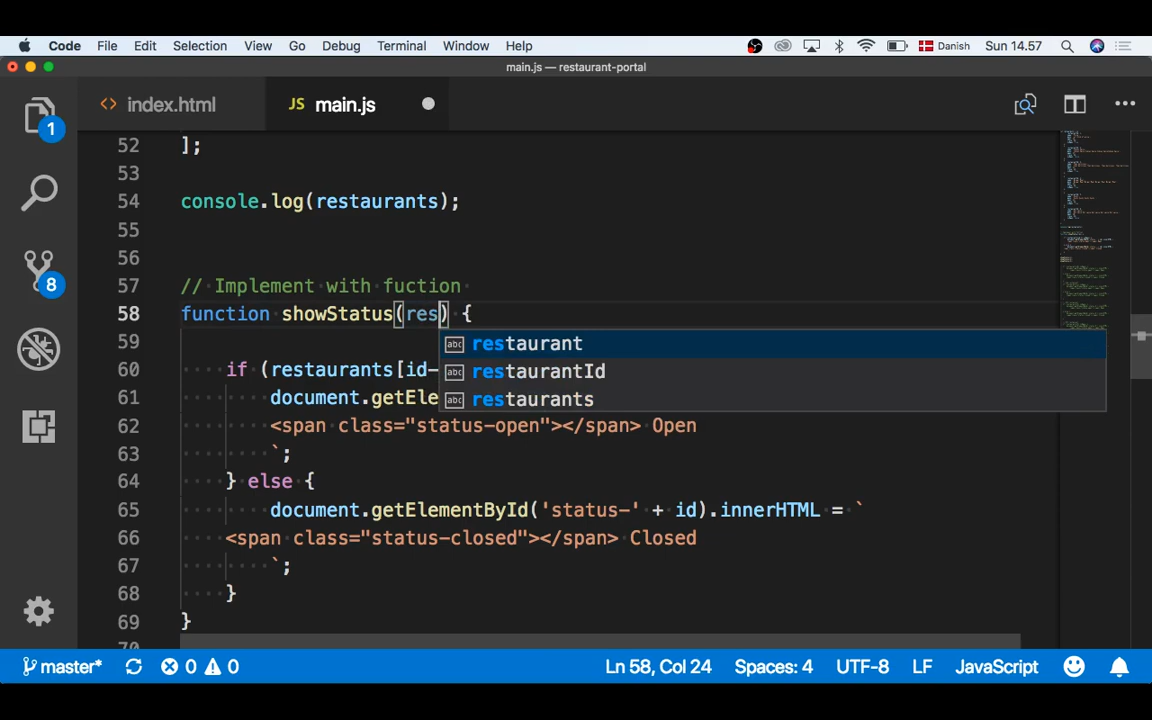 Code File Edit Selection View Go Debug Terminal Window Help Danish Sun 14.57
main.js — restaurant-portal
index.html JS main.js
1
8
52 ];
53
54 console.log(restaurants);
55
56
57 // Implement with fuction
58 function showStatus(res) {
59 restaurant
60 if (restaurants[id- restaurantId
61 document.getEle restaurants
62 <span class="status-open"></span> Open
63 `;
64 } else {
65 document.getElementById('status-' + id).innerHTML = `
66 <span class="status-closed"></span> Closed
67 `;
68 }
69 }
70
master* 0 0 Ln 58, Col 24 Spaces: 4 UTF-8 LF JavaScript